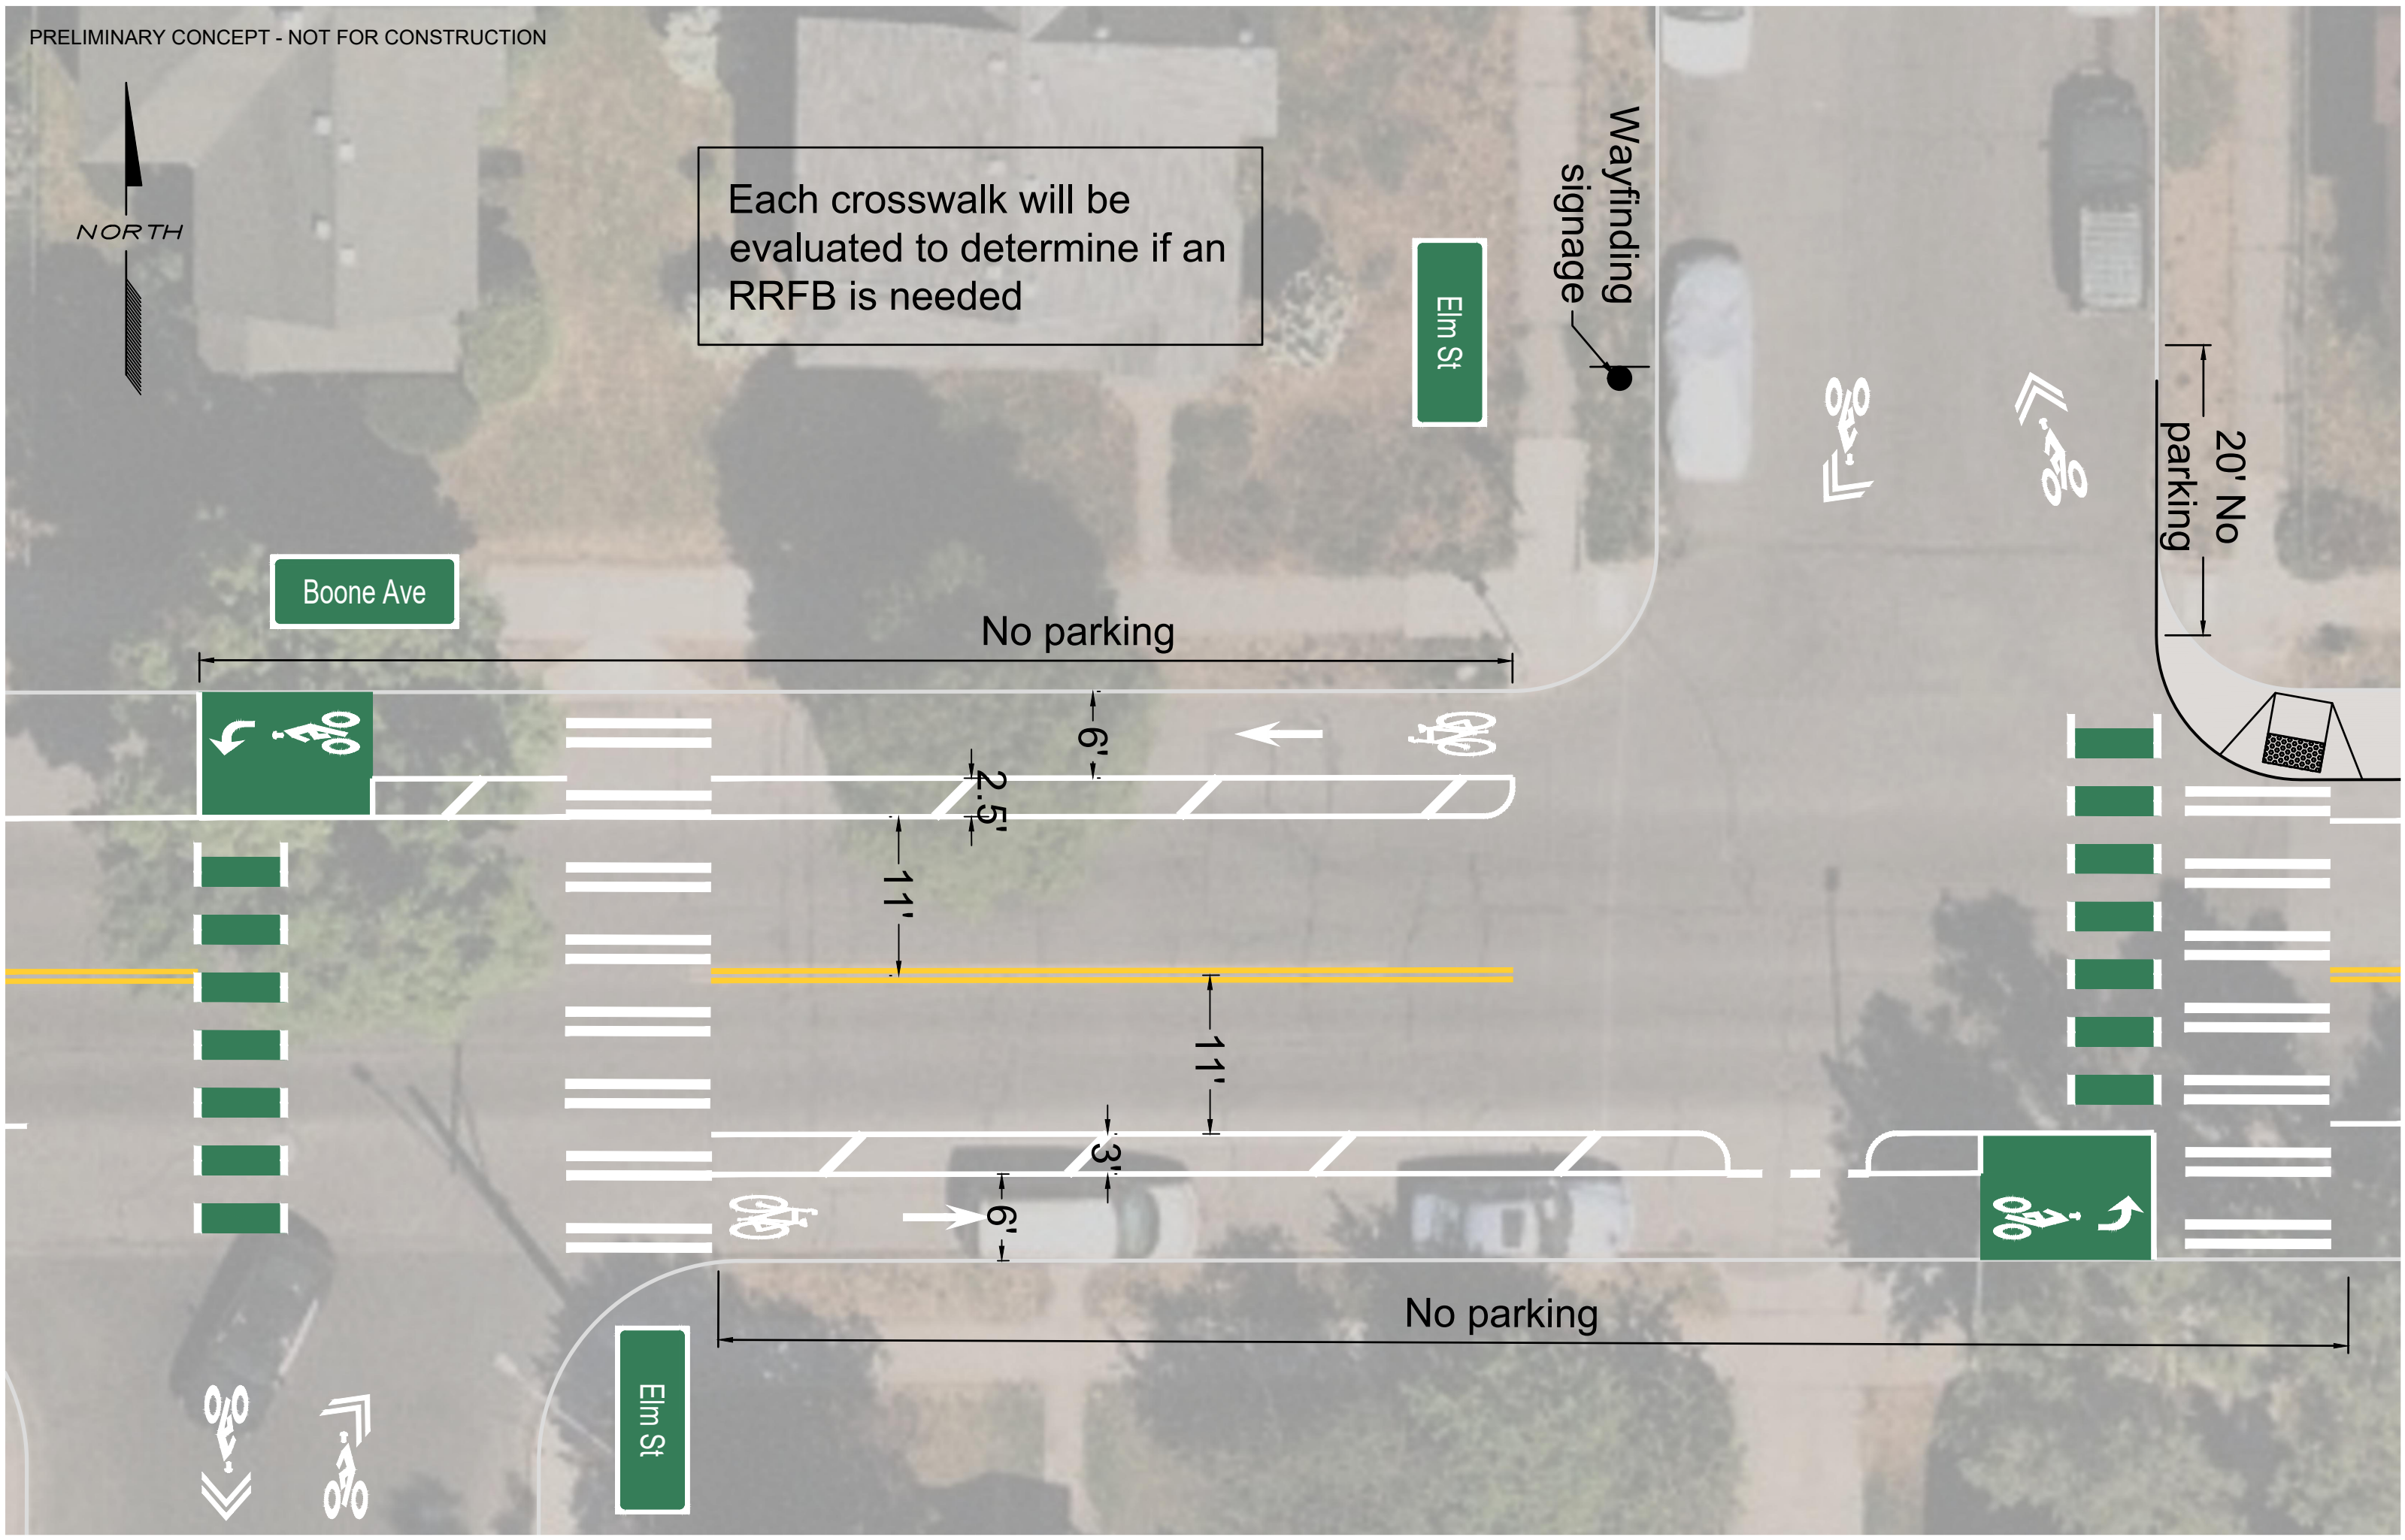 PRELIMINARY CONCEPT - NOT FOR CONSTRUCTION
NORTH
Each crosswalk will be
evaluated to determine if an
RRFB is needed
Wayfinding
signage
Elm St
20' No
parking
Boone Ave
No parking
6'
2.5'
11'
11'
3'
6'
No parking
Elm St